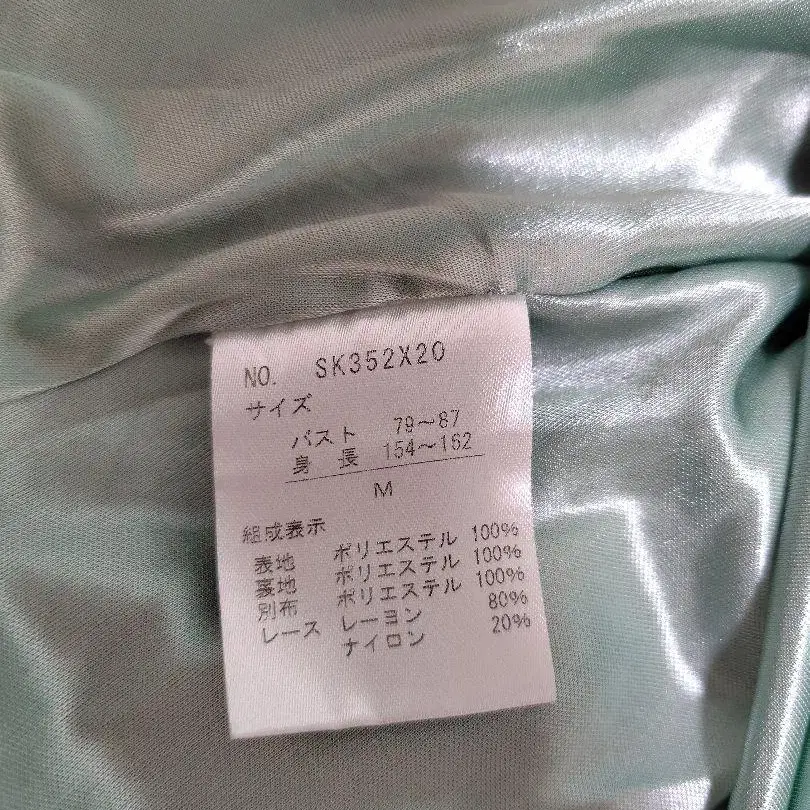 NO. SK352X20
サイズ
バスト 79～87
身長 154～162
M
組成表示
表地 ポリエステル 100%
裏地 ポリエステル 100%
別布 ポリエステル 100%
レース レーヨン 80%
ナイロン 20%